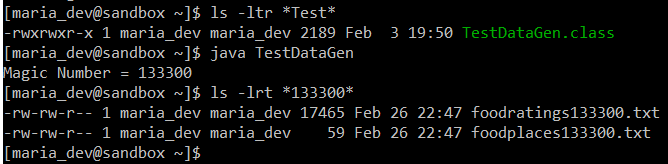 [maria_dev@sandbox ~]$ ls -ltr *Test*
-rwxrwxr-x 1 maria_dev maria_dev 2189 Feb  3 19:50 TestDataGen.class
[maria_dev@sandbox ~]$ java TestDataGen
Magic Number = 133300
[maria_dev@sandbox ~]$ ls -lrt *133300*
-rw-rw-r-- 1 maria_dev maria_dev 17465 Feb 26 22:47 foodratings133300.txt
-rw-rw-r-- 1 maria_dev maria_dev    59 Feb 26 22:47 foodplaces133300.txt
[maria_dev@sandbox ~]$